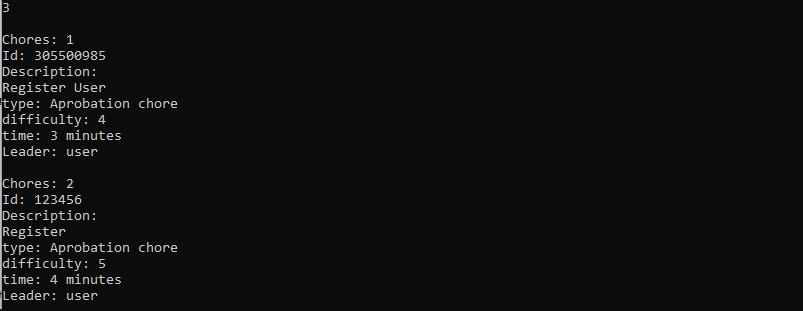 3
Chores: 1
Id: 305500985
Description:
Register User
type: Aprobation chore
difficulty: 4
time: 3 minutes
Leader: user
Chores: 2
Id: 123456
Description:
Register
type: Aprobation chore
difficulty: 5
time: 4 minutes
Leader: user